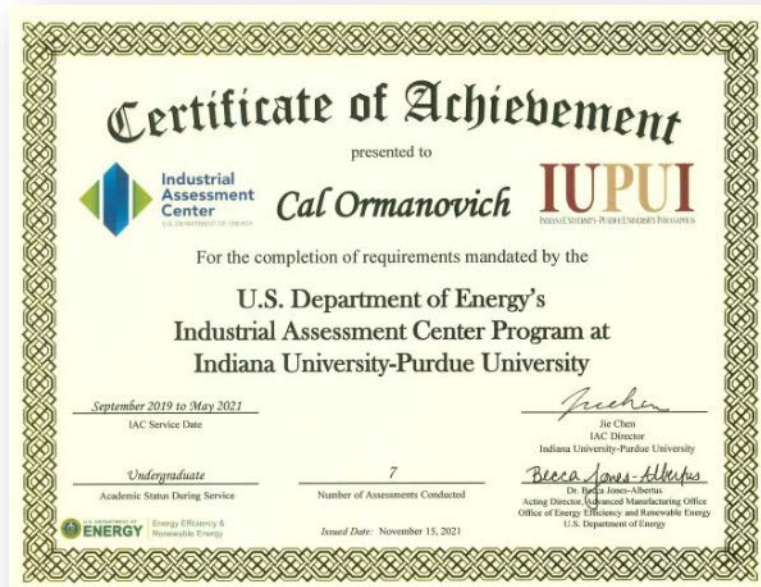 Certificate of Achievement
presented to
Industrial
Assessment
Center
U.S. DEPARTMENT OF ENERGY
Cal Ormanovich
IUPUI
INDIANA UNIVERSITY-PURDUE UNIVERSITY INDIANAPOLIS
For the completion of requirements mandated by the
U.S. Department of Energy's
Industrial Assessment Center Program at
Indiana University-Purdue University
September 2019 to May 2021
IAC Service Date
Jie Chen
IAC Director
Indiana University-Purdue University
Undergraduate
Academic Status During Service
7
Number of Assessments Conducted
Becca Jones-Albertus
Dr. Becca Jones-Albertus
Acting Director, Advanced Manufacturing Office
Office of Energy Efficiency and Renewable Energy
U.S. Department of Energy
U.S. DEPARTMENT OF
ENERGY
Energy Efficiency &
Renewable Energy
Issued Date: November 15, 2021